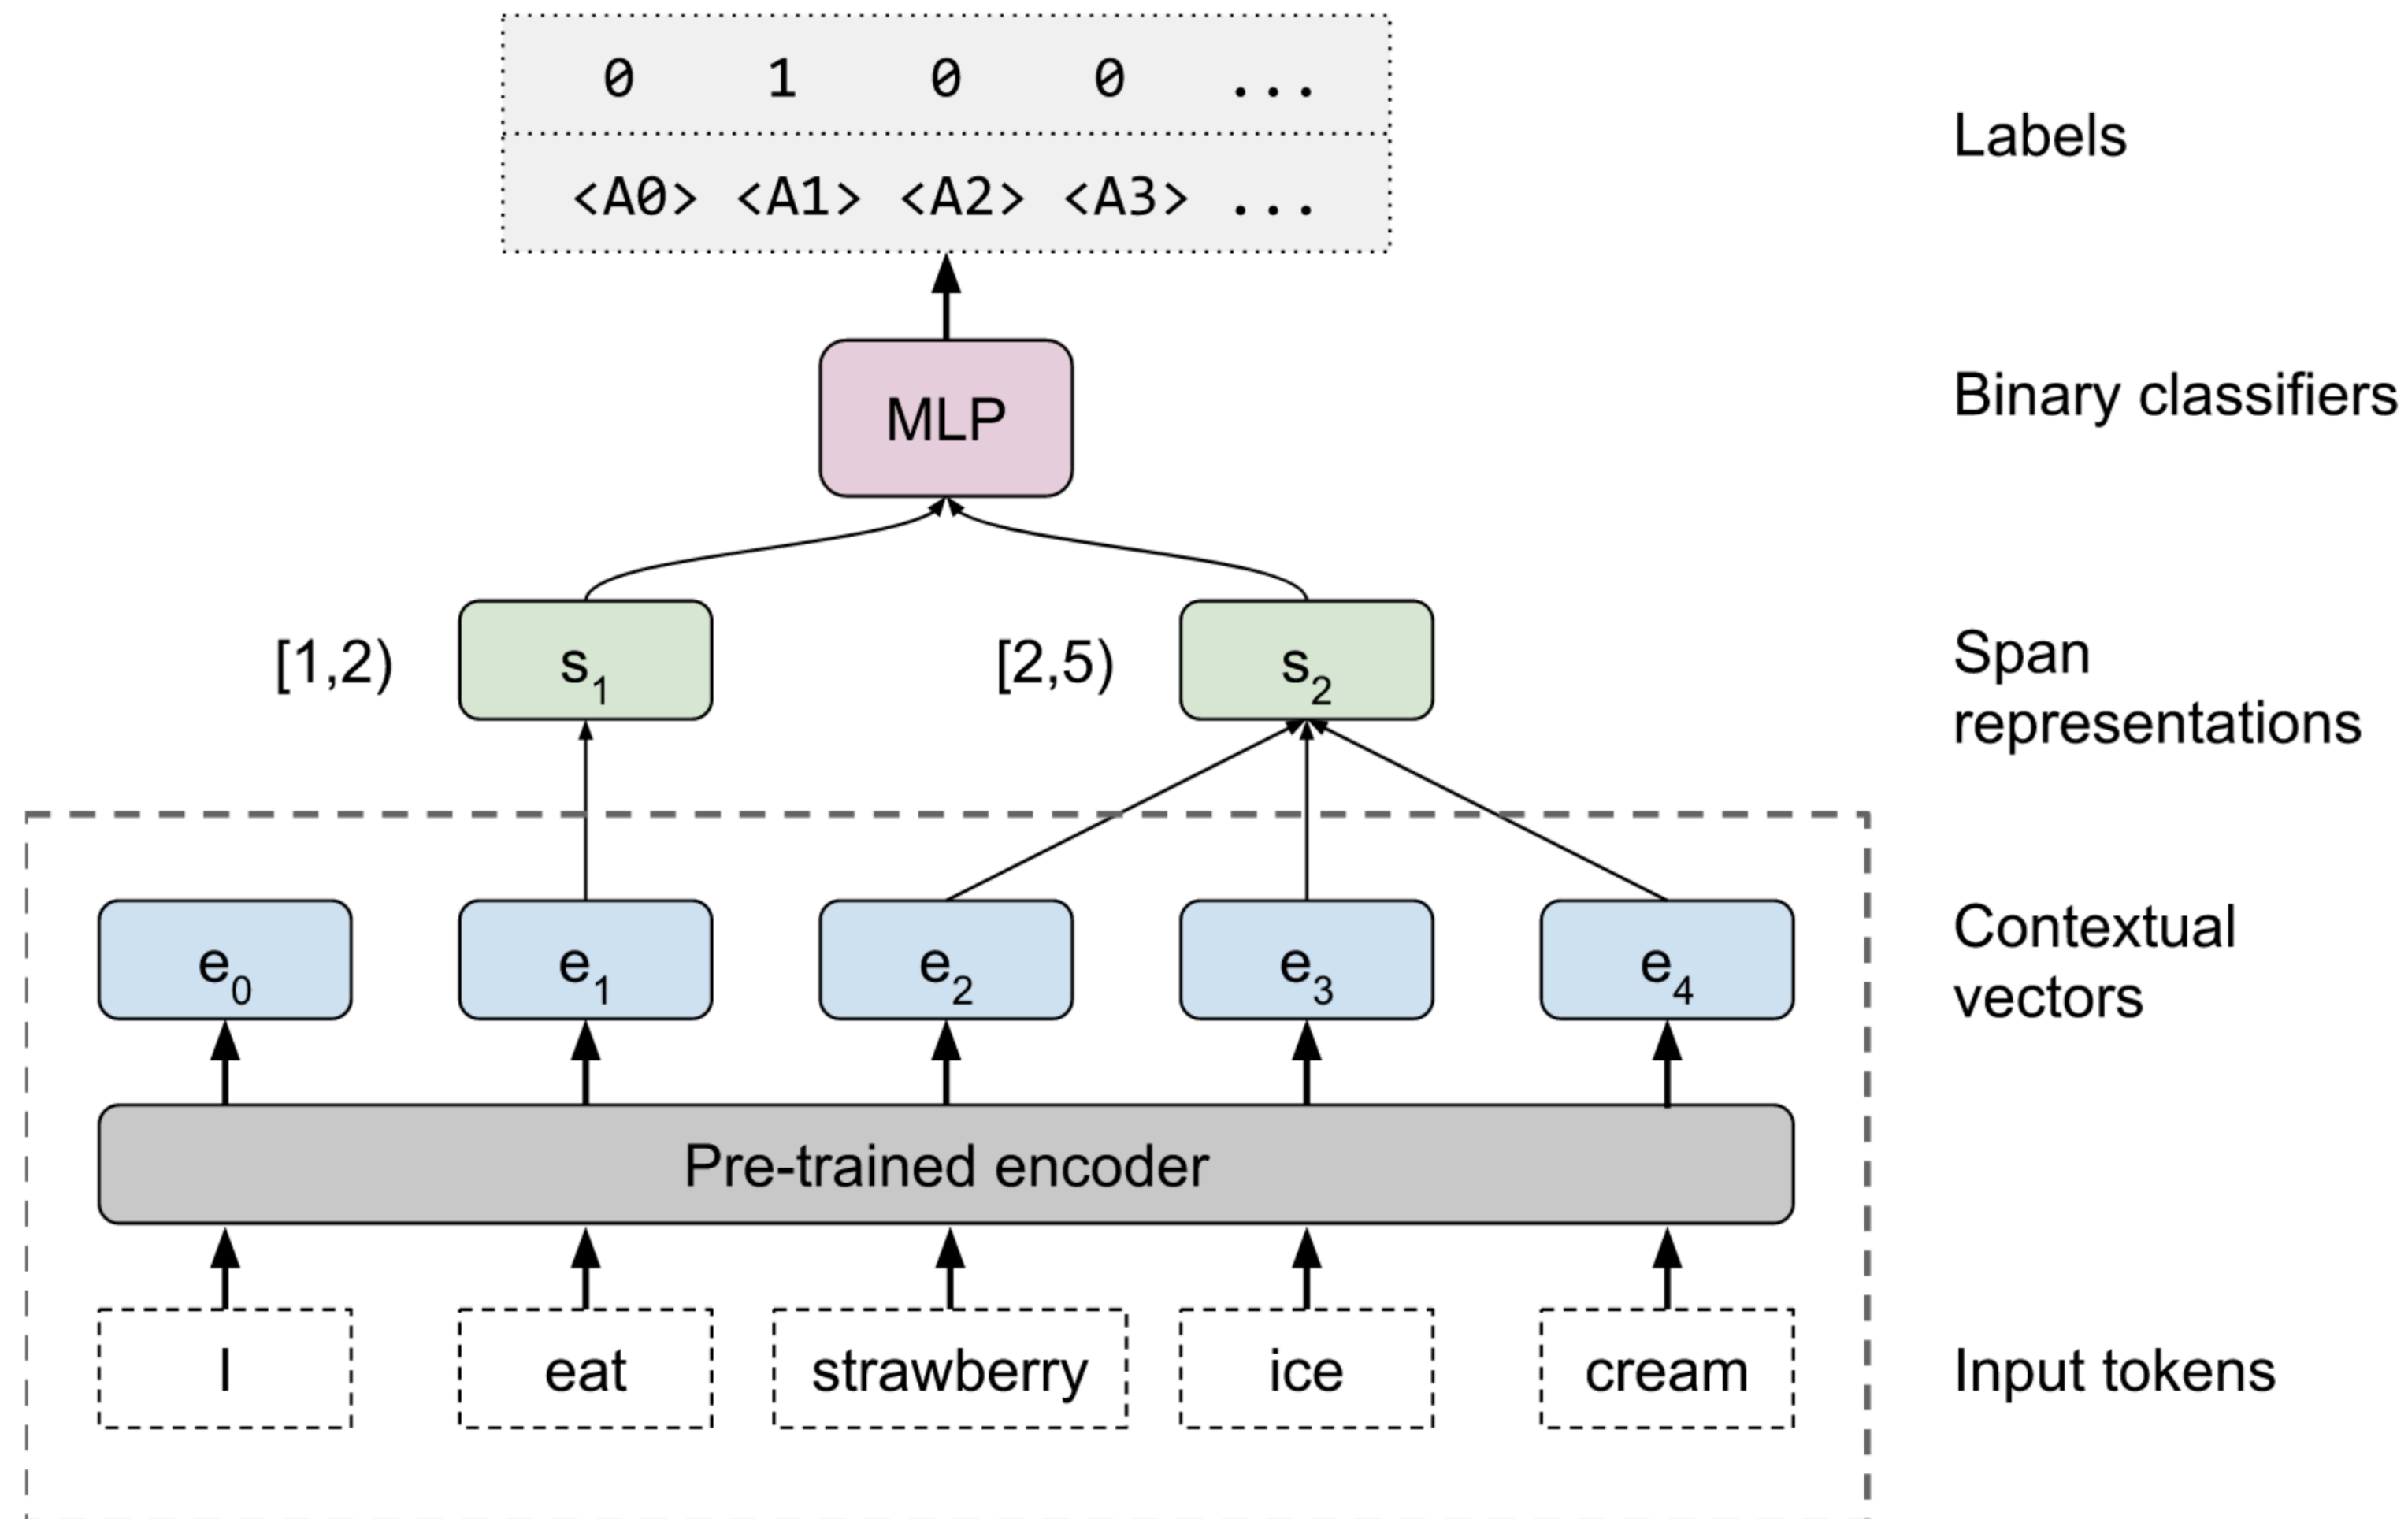 0 1 0 0 ...
Labels
<A0> <A1> <A2> <A3> ...
MLP
Binary classifiers
[1,2)
s1
[2,5)
s2
Span
representations
e0
e1
e2
e3
e4
Contextual
vectors
Pre-trained encoder
I
eat
strawberry
ice
cream
Input tokens